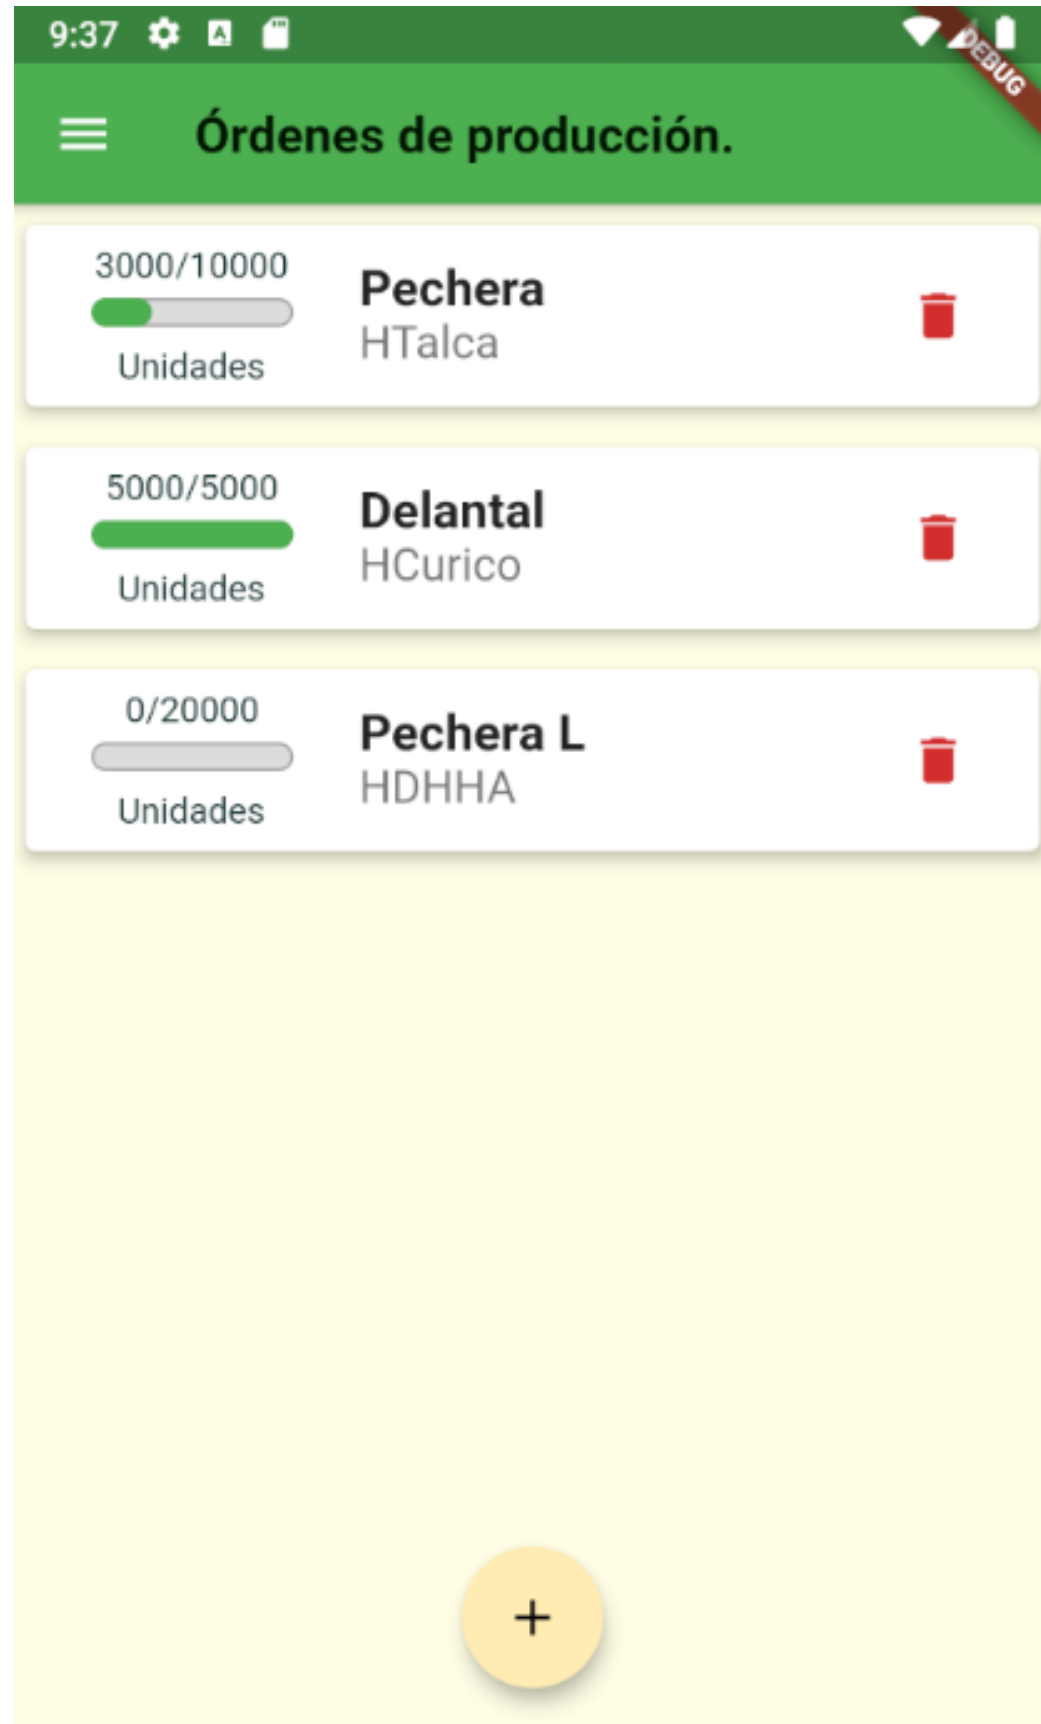 9:37
DEBUG
Órdenes de producción.
3000/10000
Unidades
Pechera
HTalca
5000/5000
Unidades
Delantal
HCurico
0/20000
Unidades
Pechera L
HDHHA
+